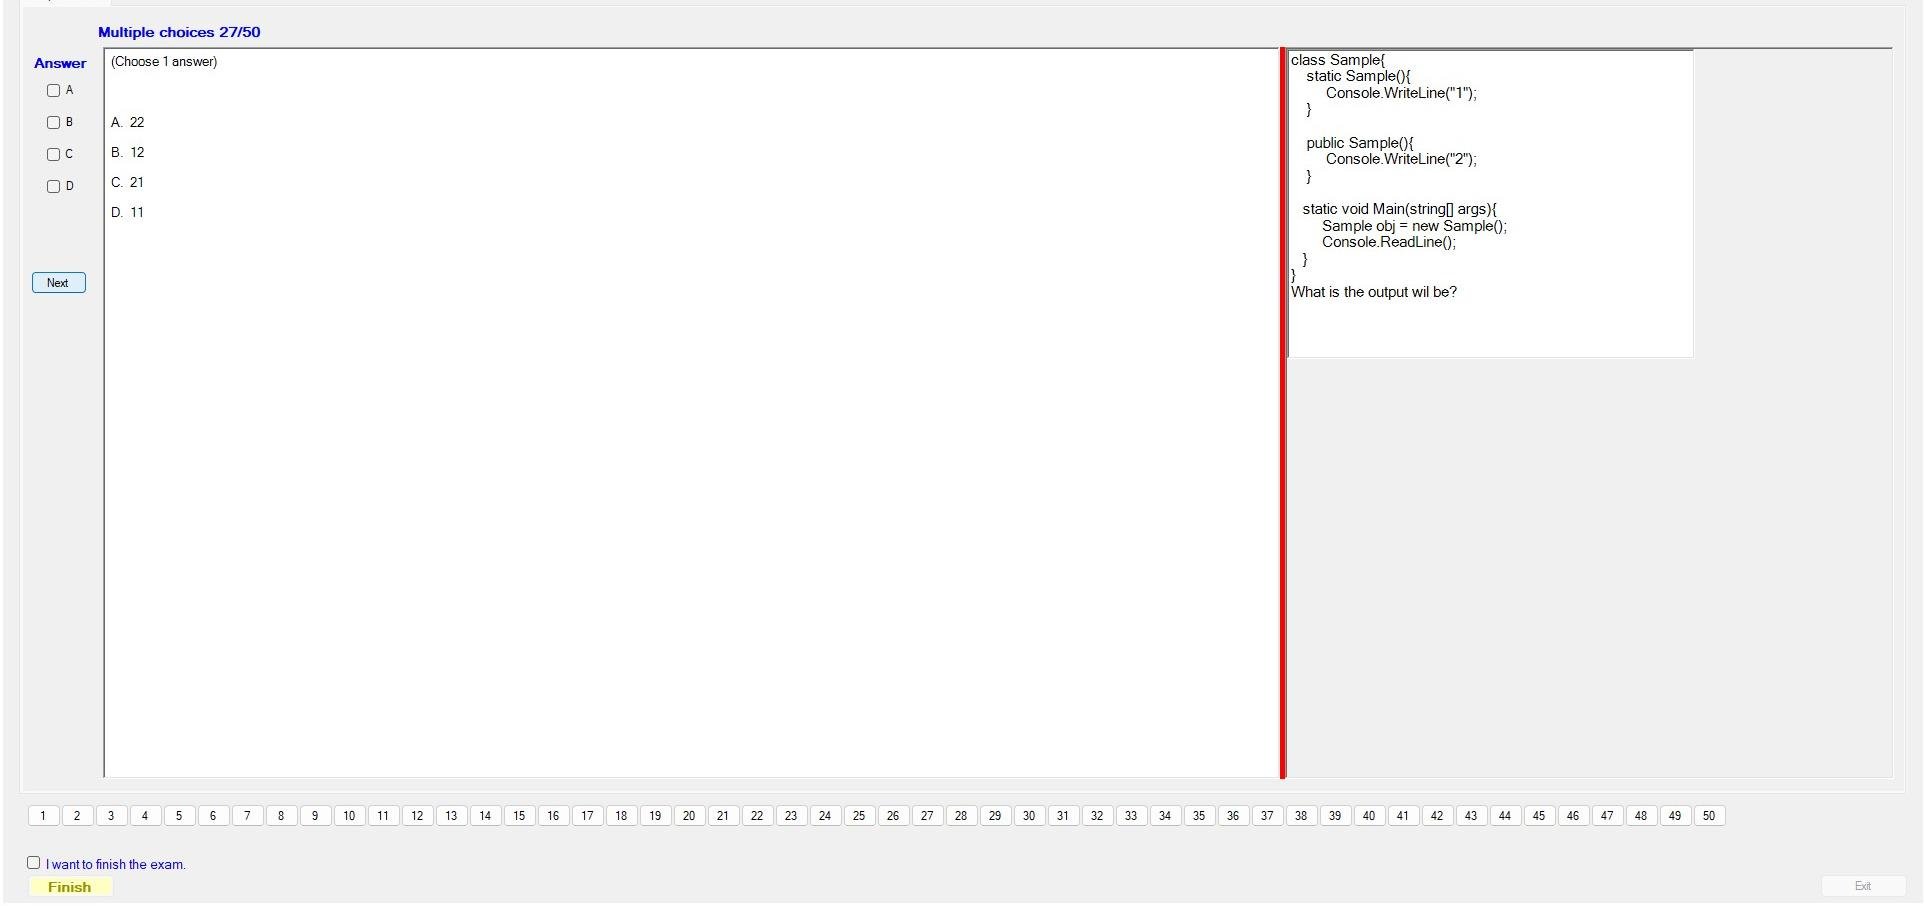 Multiple choices 27/50
Answer
A
B
C
D
Next
(Choose 1 answer)
A. 22
B. 12
C. 21
D. 11
class Sample{
static Sample(){
Console.WriteLine("1");
}
public Sample(){
Console.WriteLine("2");
}
static void Main(string[] args){
Sample obj = new Sample();
Console.ReadLine();
}
}
What is the output wil be?
1 2 3 4 5 6 7 8 9 10 11 12 13 14 15 16 17 18 19 20 21 22 23 24 25 26 27 28 29 30 31 32 33 34 35 36 37 38 39 40 41 42 43 44 45 46 47 48 49 50
I want to finish the exam.
Finish
Exit